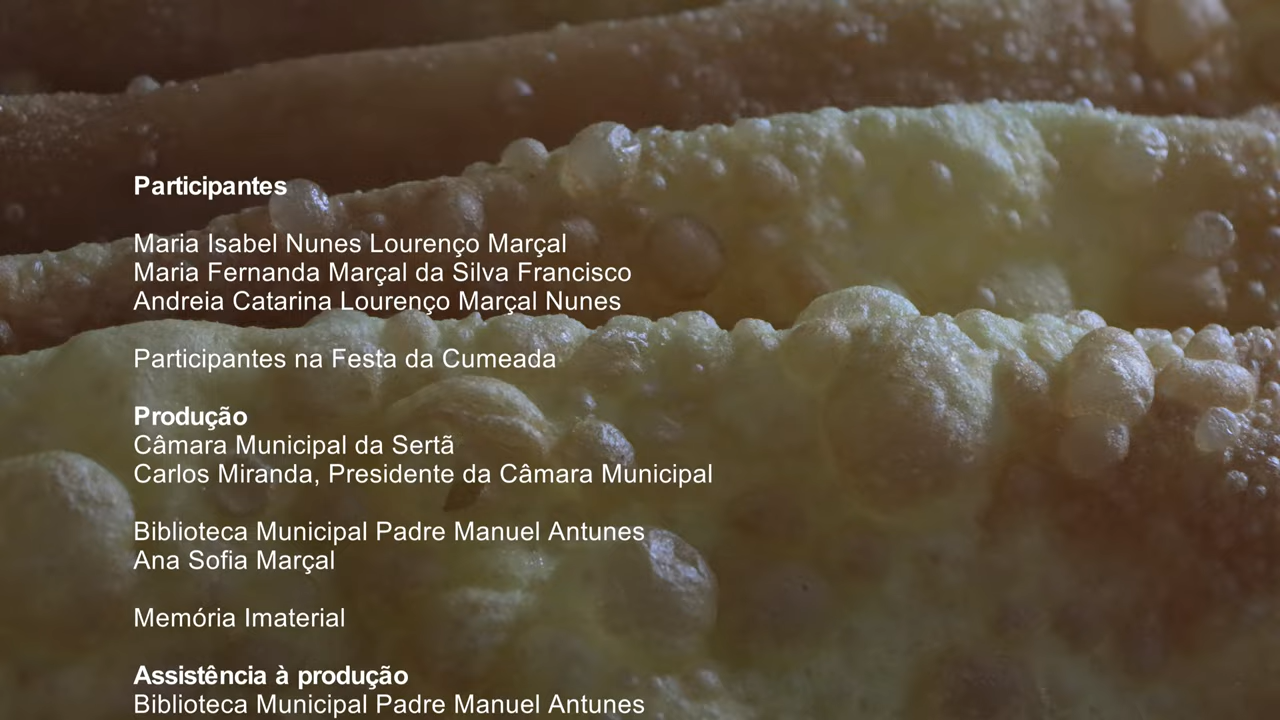 Participantes
Maria Isabel Nunes Lourenço Marçal
Maria Fernanda Marçal da Silva Francisco
Andreia Catarina Lourenço Marçal Nunes
Participantes na Festa da Cumeada
Produção
Câmara Municipal da Sertã
Carlos Miranda, Presidente da Câmara Municipal
Biblioteca Municipal Padre Manuel Antunes
Ana Sofia Marçal
Memória Imaterial
Assistência à produção
Biblioteca Municipal Padre Manuel Antunes